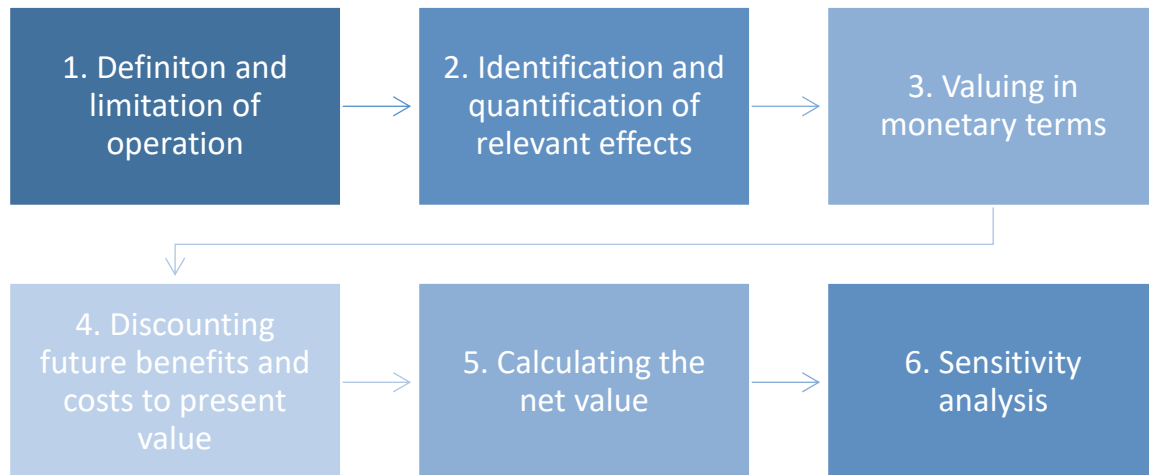 1. Definiton and
limitation of
operation
2. Identification and
quantification of
relevant effects
3. Valuing in
monetary terms
4. Discounting
future benefits and
costs to present
value
5. Calculating the
net value
6. Sensitivity
analysis